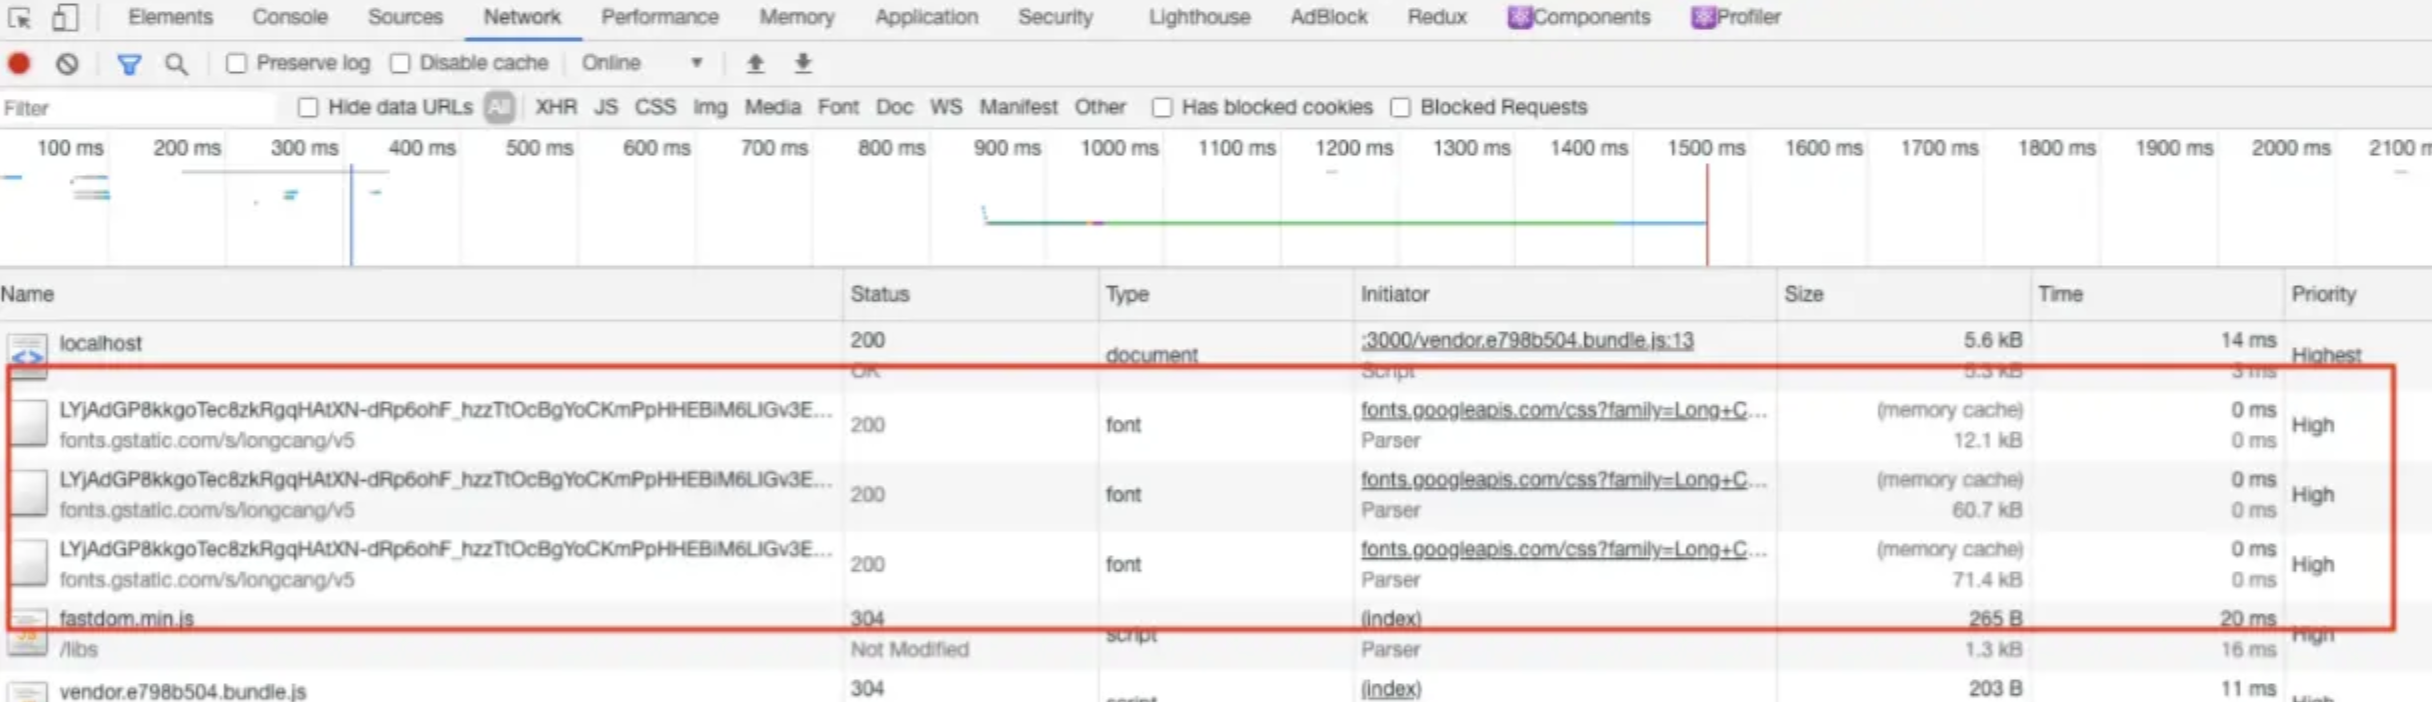 Elements Console Sources Network Performance Memory Application Security Lighthouse AdBlock Redux Components Profiler
Preserve log Disable cache Online
Filter Hide data URLs All XHR JS CSS Img Media Font Doc WS Manifest Other Has blocked cookies Blocked Requests
100 ms 200 ms 300 ms 400 ms 500 ms 600 ms 700 ms 800 ms 900 ms 1000 ms 1100 ms 1200 ms 1300 ms 1400 ms 1500 ms 1600 ms 1700 ms 1800 ms 1900 ms 2000 ms 2100 m
Name Status Type Initiator Size Time Priority
localhost 200 document :3000/vendor.e798b504.bundle.js:13 5.6 kB 14 ms Highest
OK Script 5.3 kB 3 ms
LYjAdGP8kkgoTec8zkRgqHAtXN-dRp6ohF_hzzTtOcBgYoCKmPpHHEBiM6LIGv3E... 200 font fonts.googleapis.com/css?family=Long+C... (memory cache) 0 ms High
fonts.gstatic.com/s/longcang/v5 Parser 12.1 kB 0 ms
LYjAdGP8kkgoTec8zkRgqHAtXN-dRp6ohF_hzzTtOcBgYoCKmPpHHEBiM6LIGv3E... 200 font fonts.googleapis.com/css?family=Long+C... (memory cache) 0 ms High
fonts.gstatic.com/s/longcang/v5 Parser 60.7 kB 0 ms
LYjAdGP8kkgoTec8zkRgqHAtXN-dRp6ohF_hzzTtOcBgYoCKmPpHHEBiM6LIGv3E... 200 font fonts.googleapis.com/css?family=Long+C... (memory cache) 0 ms High
fonts.gstatic.com/s/longcang/v5 Parser 71.4 kB 0 ms
fastdom.min.js 304 script (index) 265 B 20 ms High
/libs Not Modified Parser 1.3 kB 16 ms
vendor.e798b504.bundle.js 304 script (index) 203 B 11 ms High